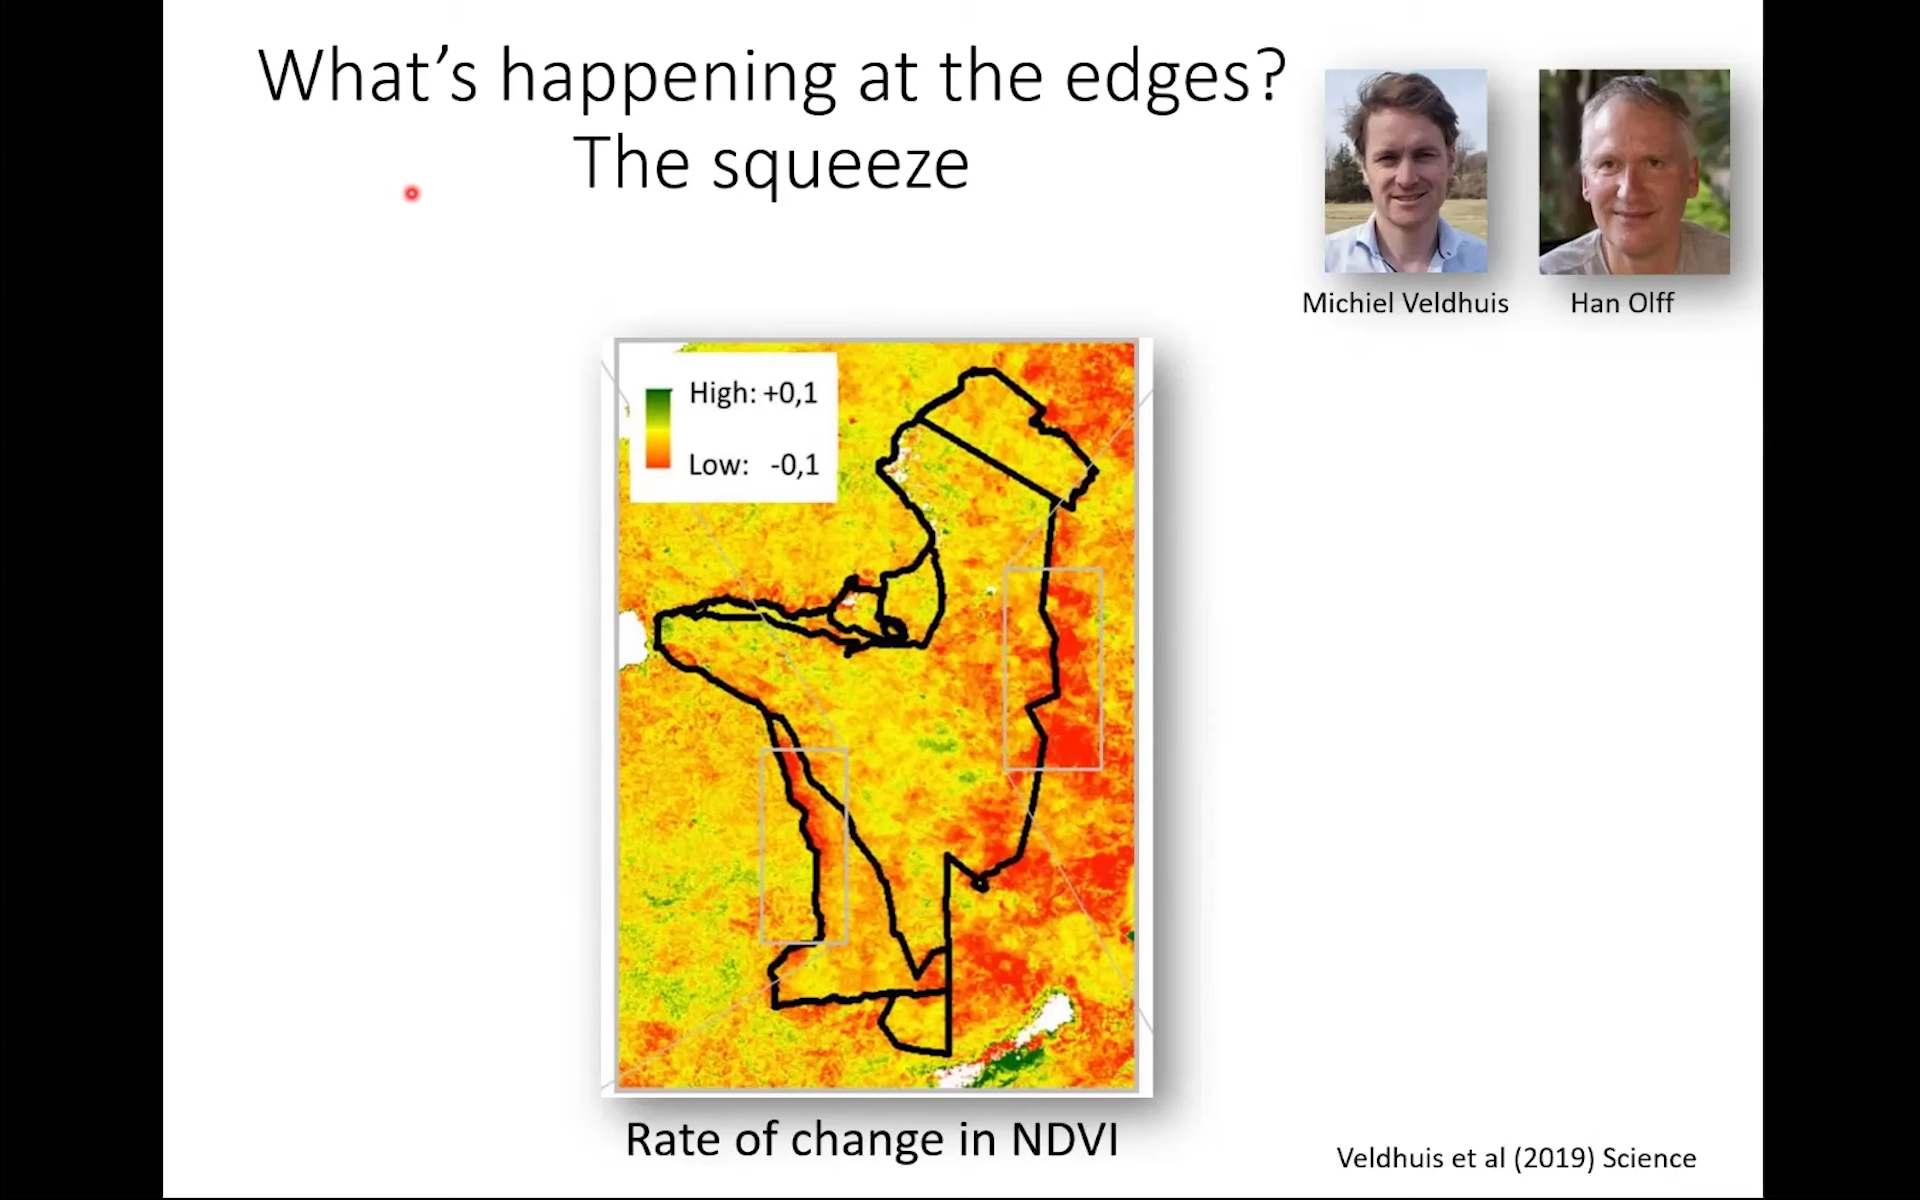 What's happening at the edges?
The squeeze
Michiel Veldhuis
Han Olff
High: +0,1
Low: -0,1
Rate of change in NDVI
Veldhuis et al (2019) Science